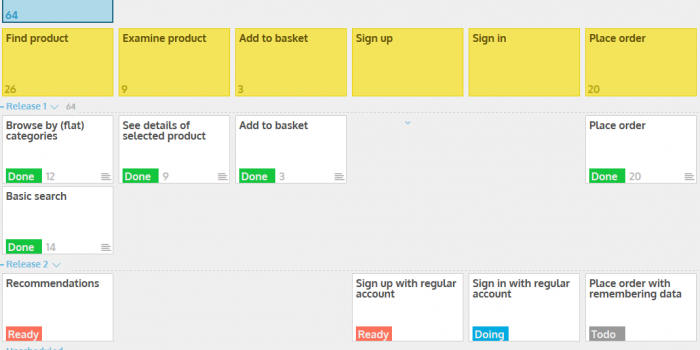 64
Find product
Examine product
Add to basket
Sign up
Sign in
Place order
26
9
3
20
Release 1
64
Browse by (flat)
categories
See details of
selected product
Add to basket
Place order
Done 12
Done 9
Done 3
Done 20
Basic search
Done 14
Release 2
Recommendations
Sign up with regular
account
Sign in with regular
account
Place order with
remembering data
Ready
Ready
Doing
Todo